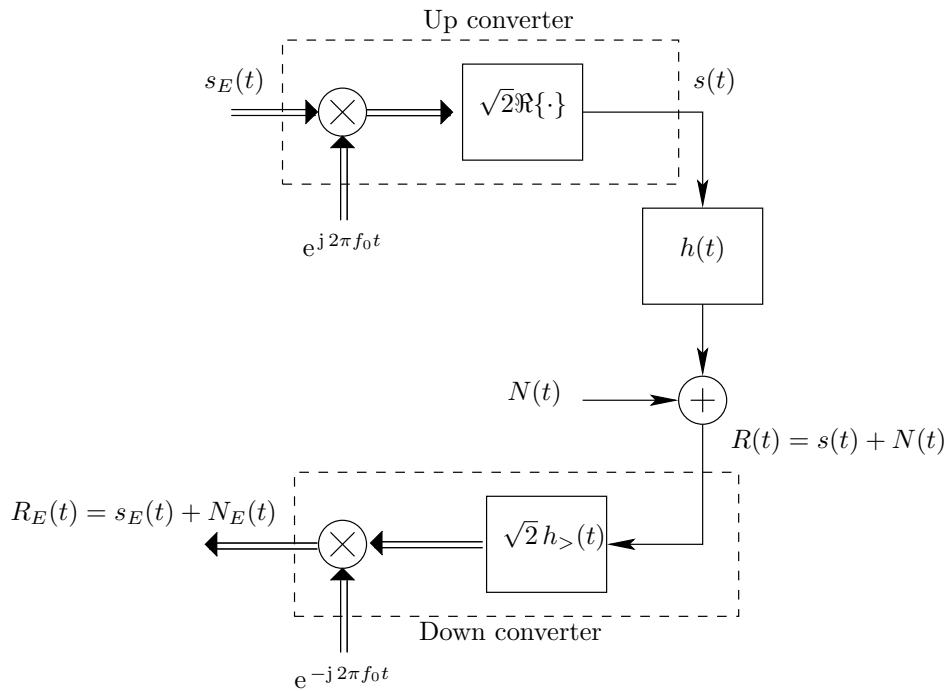 Up converter
s_E(t)
√2ℜ{·}
s(t)
e^{j 2πf_0 t}
h(t)
N(t)
R(t) = s(t) + N(t)
R_E(t) = s_E(t) + N_E(t)
√2 h_>(t)
Down converter
e^{-j 2πf_0 t}